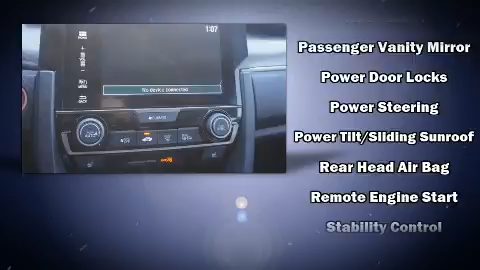 1:07
No device connected
Passenger Vanity Mirror
Power Door Locks
Power Steering
Power Tilt/Sliding Sunroof
Rear Head Air Bag
Remote Engine Start
Stability Control